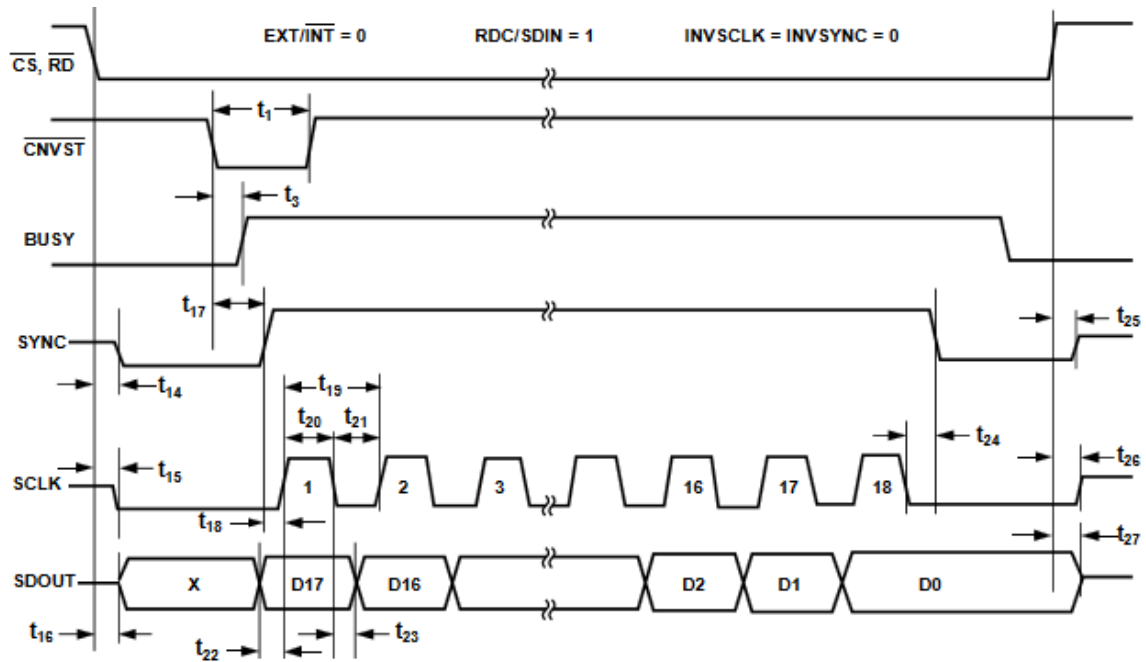 EXT/INT = 0 RDC/SDIN = 1 INVSCLK = INVSYNC = 0
CS, RD
t1
CNVST
t3
BUSY
t17
SYNC
t25
t14
t19
t20 t21
t24
t15
t26
SCLK
1 2 3 16 17 18
t18
t27
SDOUT
X D17 D16 D2 D1 D0
t16
t22
t23